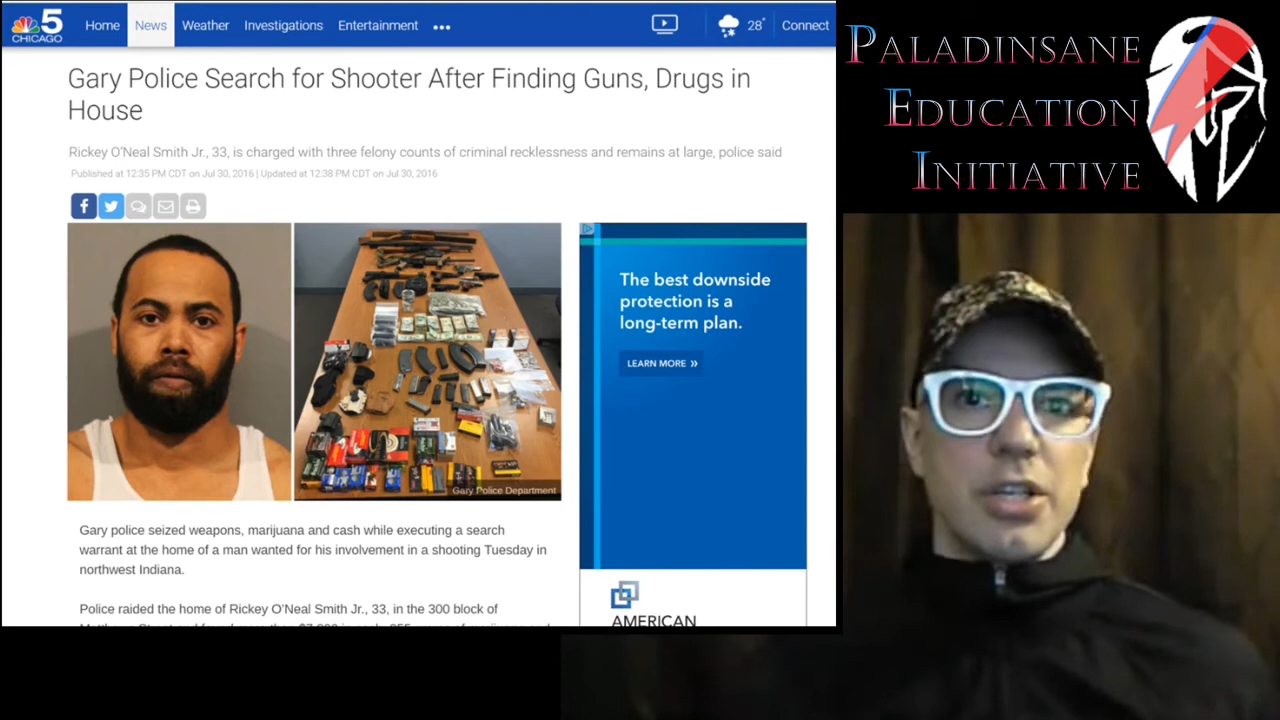 5
CHICAGO
Home
News
Weather
Investigations
Entertainment
28°
Connect
Gary Police Search for Shooter After Finding Guns, Drugs in
House
Rickey O'Neal Smith Jr., 33, is charged with three felony counts of criminal recklessness and remains at large, police said
Published at 12:35 PM CDT on Jul 30, 2016 | Updated at 12:38 PM CDT on Jul 30, 2016
Gary Police Department
The best downside
protection is a
long-term plan.
LEARN MORE »
AMERICAN
Gary police seized weapons, marijuana and cash while executing a search
warrant at the home of a man wanted for his involvement in a shooting Tuesday in
northwest Indiana.
Police raided the home of Rickey O'Neal Smith Jr., 33, in the 300 block of
PALADINSANE
EDUCATION
INITIATIVE